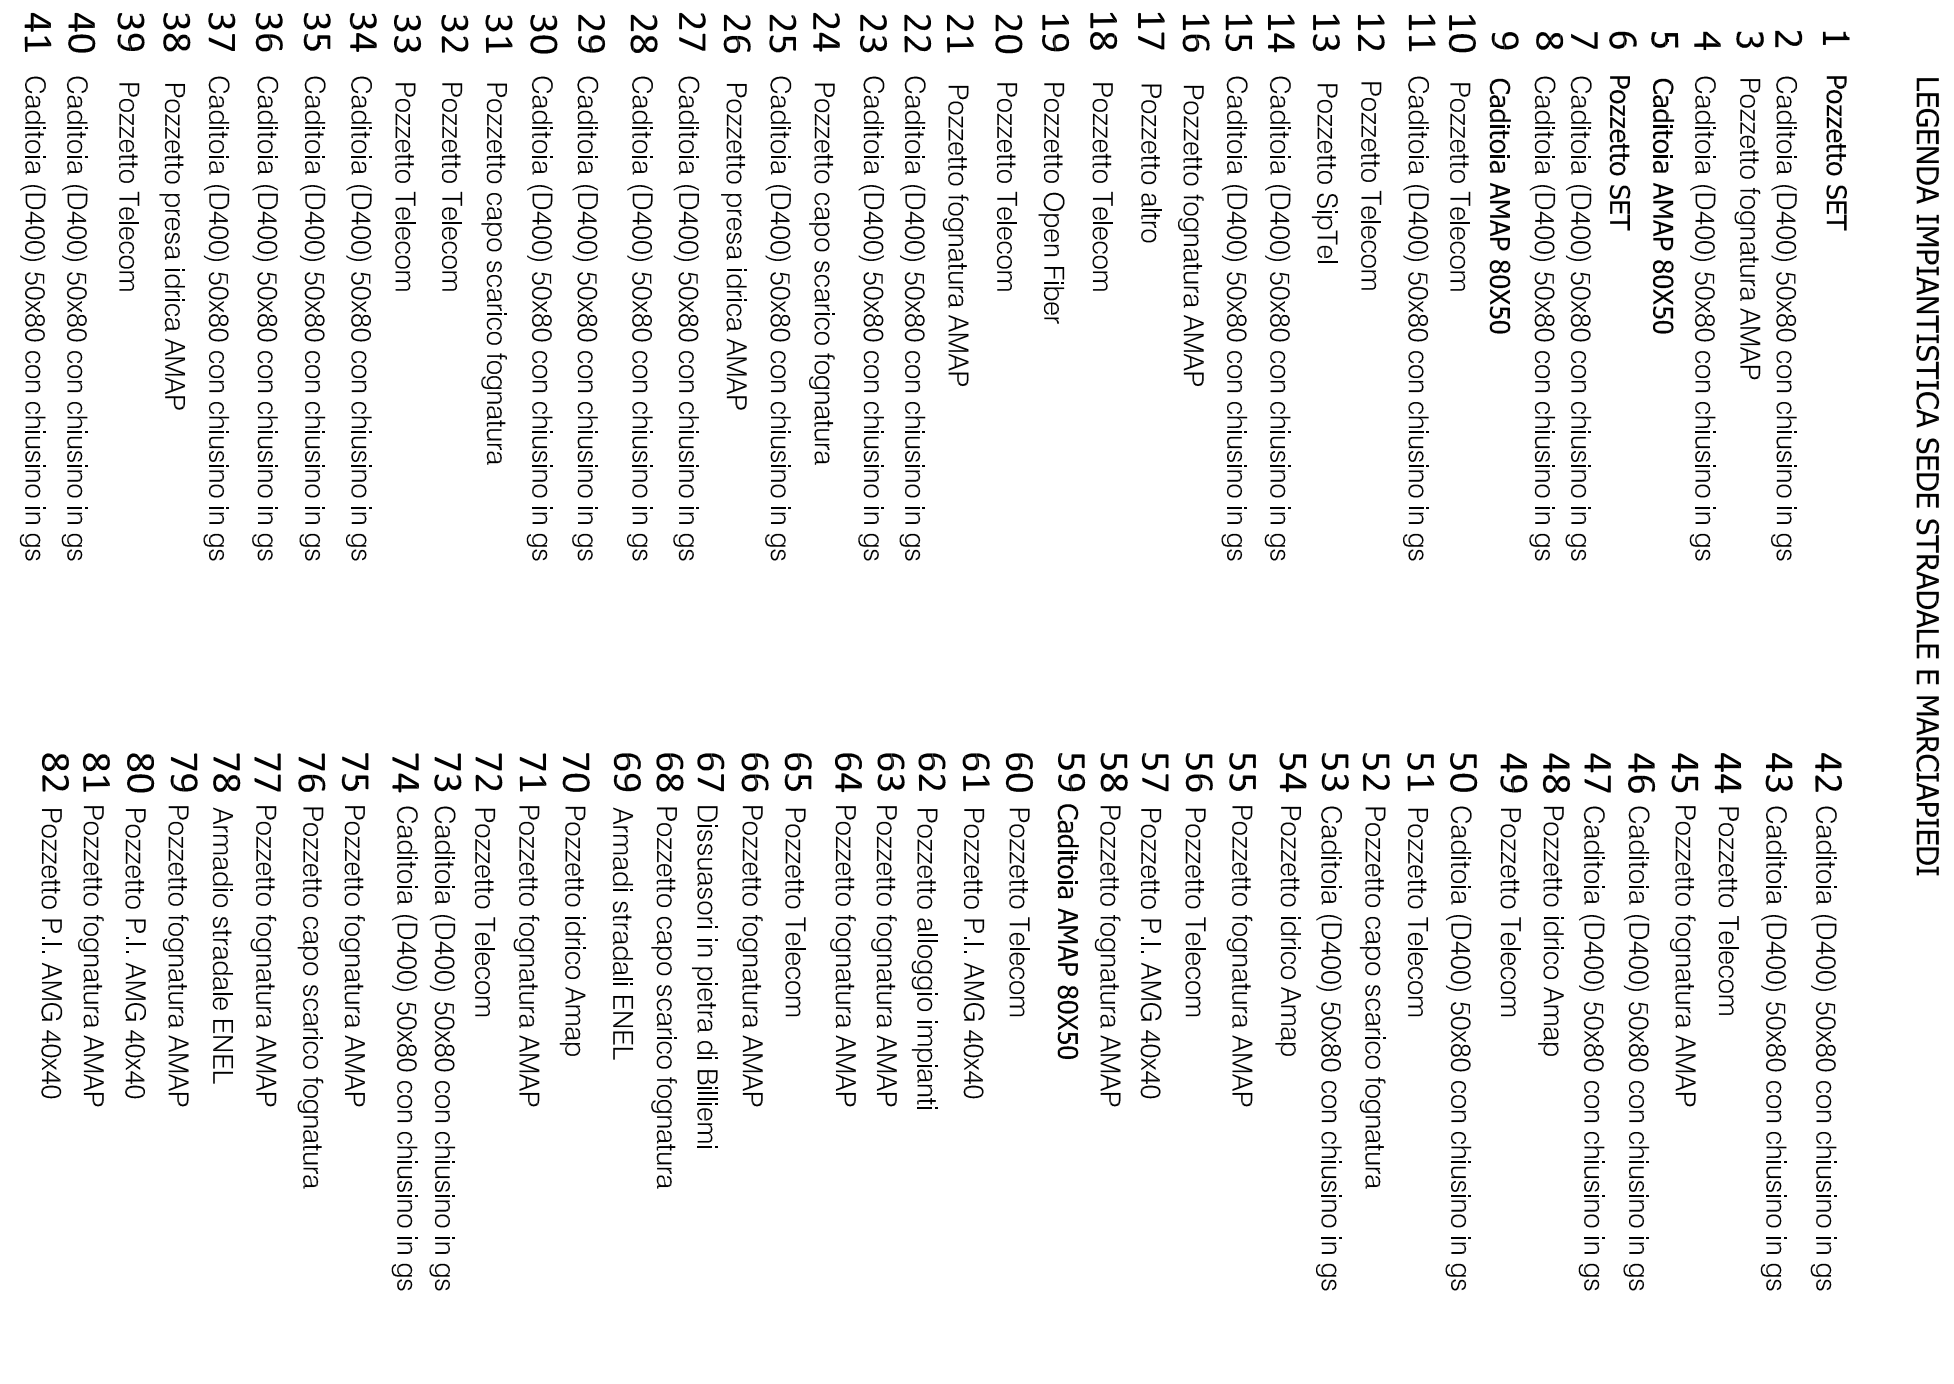 LEGENDA IMPIANTISTICA SEDE STRADALE E MARCIAPIEDI
1 Pozzetto SET
2 Caditoia (D400) 50x80 con chiusino in gs
3 Pozzetto fognatura AMAP
4 Caditoia (D400) 50x80 con chiusino in gs
5 Caditoia AMAP 80X50
6 Pozzetto SET
7 Caditoia (D400) 50x80 con chiusino in gs
8 Caditoia (D400) 50x80 con chiusino in gs
9 Caditoia AMAP 80X50
10 Pozzetto Telecom
11 Caditoia (D400) 50x80 con chiusino in gs
12 Pozzetto Telecom
13 Pozzetto SipTel
14 Caditoia (D400) 50x80 con chiusino in gs
15 Caditoia (D400) 50x80 con chiusino in gs
16 Pozzetto fognatura AMAP
17 Pozzetto altro
18 Pozzetto Telecom
19 Pozzetto Open Fiber
20 Pozzetto Telecom
21 Pozzetto fognatura AMAP
22 Caditoia (D400) 50x80 con chiusino in gs
23 Caditoia (D400) 50x80 con chiusino in gs
24 Pozzetto capo scarico fognatura
25 Caditoia (D400) 50x80 con chiusino in gs
26 Pozzetto presa idrica AMAP
27 Caditoia (D400) 50x80 con chiusino in gs
28 Caditoia (D400) 50x80 con chiusino in gs
29 Caditoia (D400) 50x80 con chiusino in gs
30 Caditoia (D400) 50x80 con chiusino in gs
31 Pozzetto capo scarico fognatura
32 Pozzetto Telecom
33 Pozzetto Telecom
34 Caditoia (D400) 50x80 con chiusino in gs
35 Caditoia (D400) 50x80 con chiusino in gs
36 Caditoia (D400) 50x80 con chiusino in gs
37 Caditoia (D400) 50x80 con chiusino in gs
38 Pozzetto presa idrica AMAP
39 Pozzetto Telecom
40 Caditoia (D400) 50x80 con chiusino in gs
41 Caditoia (D400) 50x80 con chiusino in gs
42 Caditoia (D400) 50x80 con chiusino in gs
43 Caditoia (D400) 50x80 con chiusino in gs
44 Pozzetto Telecom
45 Pozzetto fognatura AMAP
46 Caditoia (D400) 50x80 con chiusino in gs
47 Caditoia (D400) 50x80 con chiusino in gs
48 Pozzetto idrico Amap
49 Pozzetto Telecom
50 Caditoia (D400) 50x80 con chiusino in gs
51 Pozzetto Telecom
52 Pozzetto capo scarico fognatura
53 Caditoia (D400) 50x80 con chiusino in gs
54 Pozzetto idrico Amap
55 Pozzetto fognatura AMAP
56 Pozzetto Telecom
57 Pozzetto P.I. AMG 40x40
58 Pozzetto fognatura AMAP
59 Caditoia AMAP 80X50
60 Pozzetto Telecom
61 Pozzetto P.I. AMG 40x40
62 Pozzetto alloggio impianti
63 Pozzetto fognatura AMAP
64 Pozzetto fognatura AMAP
65 Pozzetto Telecom
66 Pozzetto fognatura AMAP
67 Dissuasori in pietra di Billiemi
68 Pozzetto capo scarico fognatura
69 Armadi stradali ENEL
70 Pozzetto idrico Amap
71 Pozzetto fognatura AMAP
72 Pozzetto Telecom
73 Caditoia (D400) 50x80 con chiusino in gs
74 Caditoia (D400) 50x80 con chiusino in gs
75 Pozzetto fognatura AMAP
76 Pozzetto capo scarico fognatura
77 Pozzetto fognatura AMAP
78 Armadio stradale ENEL
79 Pozzetto fognatura AMAP
80 Pozzetto P.I. AMG 40x40
81 Pozzetto fognatura AMAP
82 Pozzetto P.I. AMG 40x40